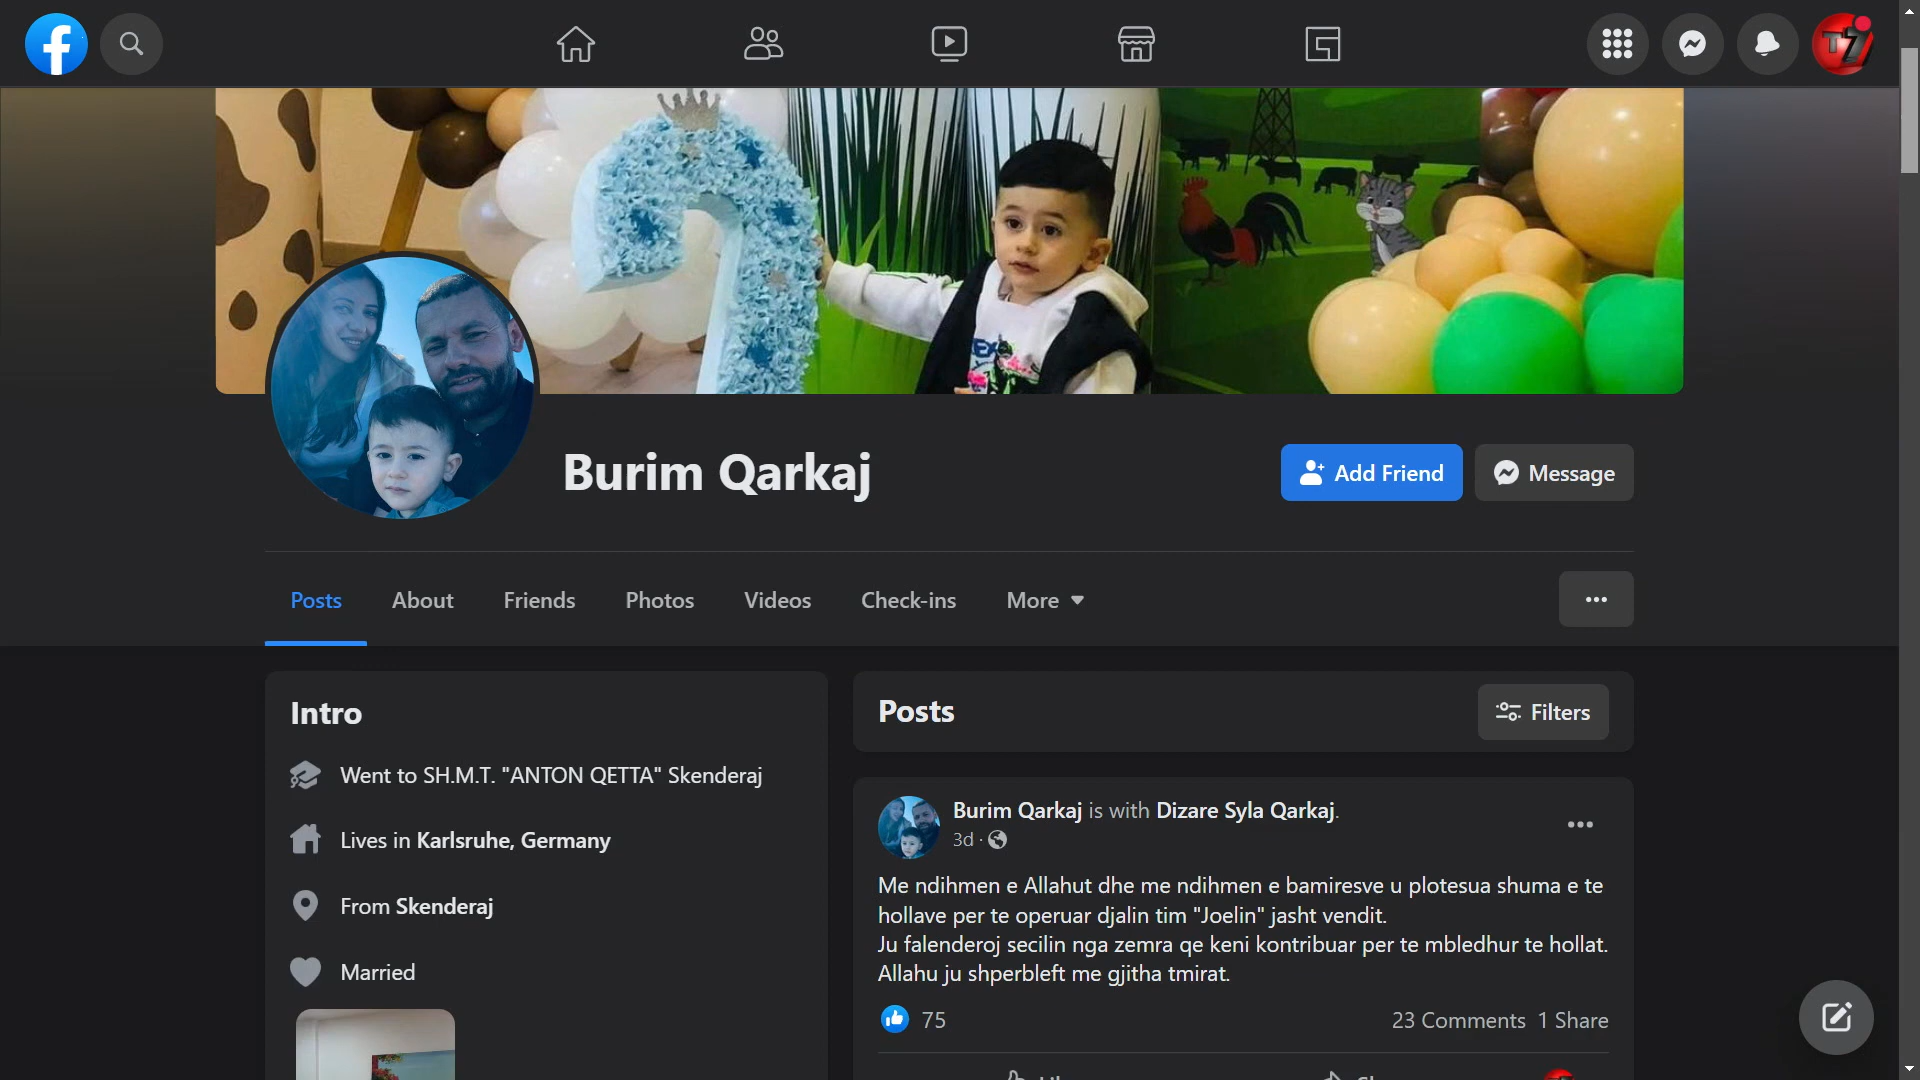 Burim Qarkaj
Add Friend
Message
Posts
About
Friends
Photos
Videos
Check-ins
More
Intro
Went to SH.M.T. "ANTON QETTA" Skenderaj
Lives in Karlsruhe, Germany
From Skenderaj
Married
Posts
Filters
Burim Qarkaj is with Dizare Syla Qarkaj.
3d ·
Me ndihmen e Allahut dhe me ndihmen e bamiresve u plotesua shuma e te
hollave per te operuar djalin tim "Joelin" jasht vendit.
Ju falenderoj secilin nga zemra qe keni kontribuar per te mbledhur te hollat.
Allahu ju shperbleft me gjitha tmirat.
75
23 Comments 1 Share